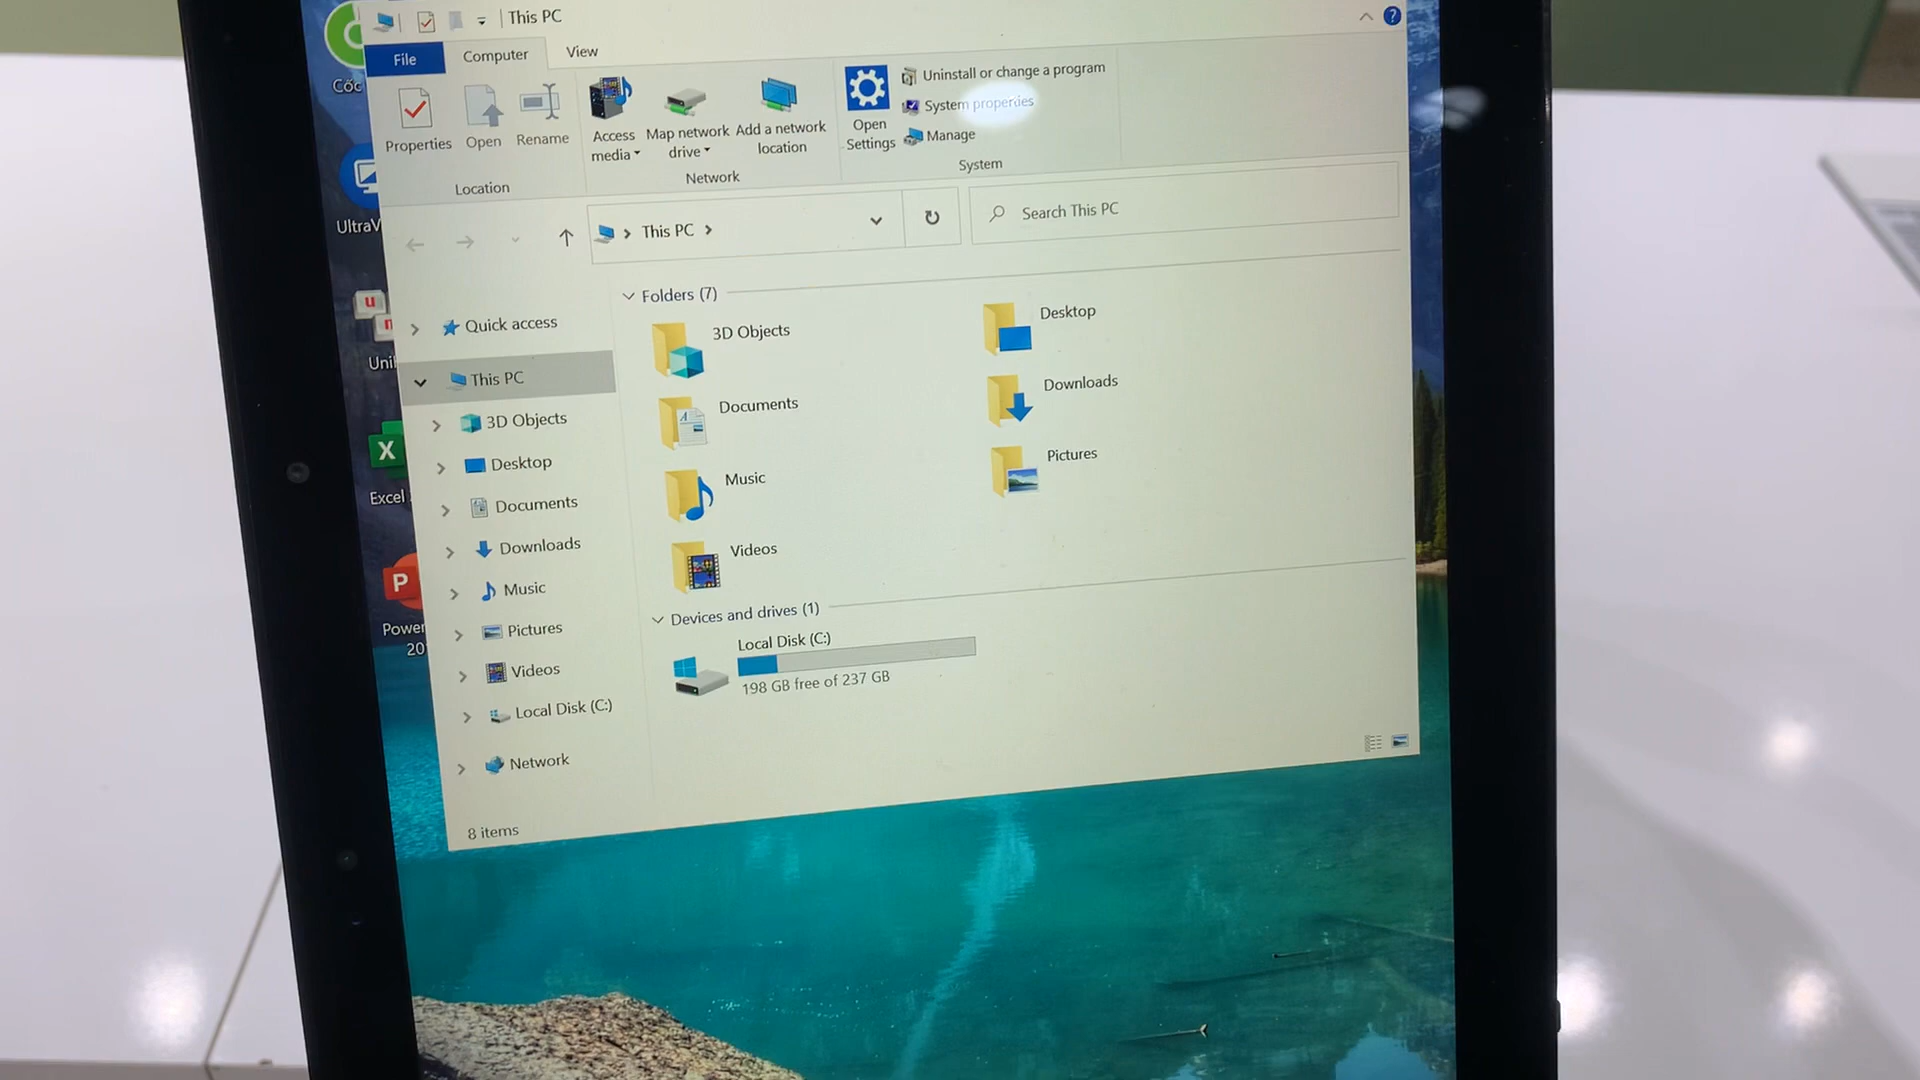 This PC
File
Computer
View
Properties
Open
Rename
Location
Access
media
Map network
drive
Add a network
location
Network
Open
Settings
Uninstall or change a program
System properties
Manage
System
This PC
Search This PC
Quick access
This PC
3D Objects
Desktop
Documents
Downloads
Music
Pictures
Videos
Local Disk (C:)
Network
Folders (7)
3D Objects
Desktop
Documents
Downloads
Music
Pictures
Videos
Devices and drives (1)
Local Disk (C:)
198 GB free of 237 GB
8 items
Cốc
UltraV
u
n
Uni
X
Excel
P
Power
20